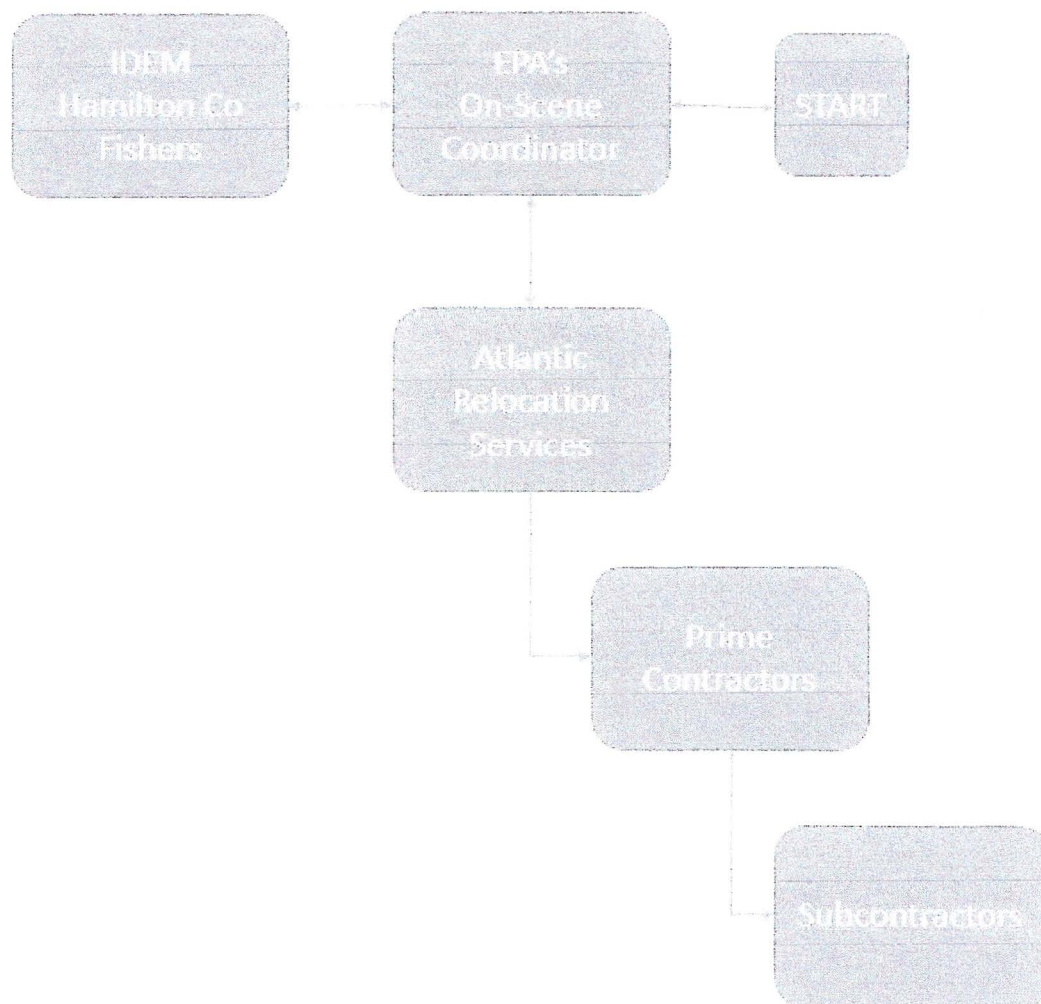 IDEM
Hamilton Co
Fishers
EPA's
On-Scene
Coordinator
START
Atlantic
Relocation
Services
Prime
Contractors
Subcontractors